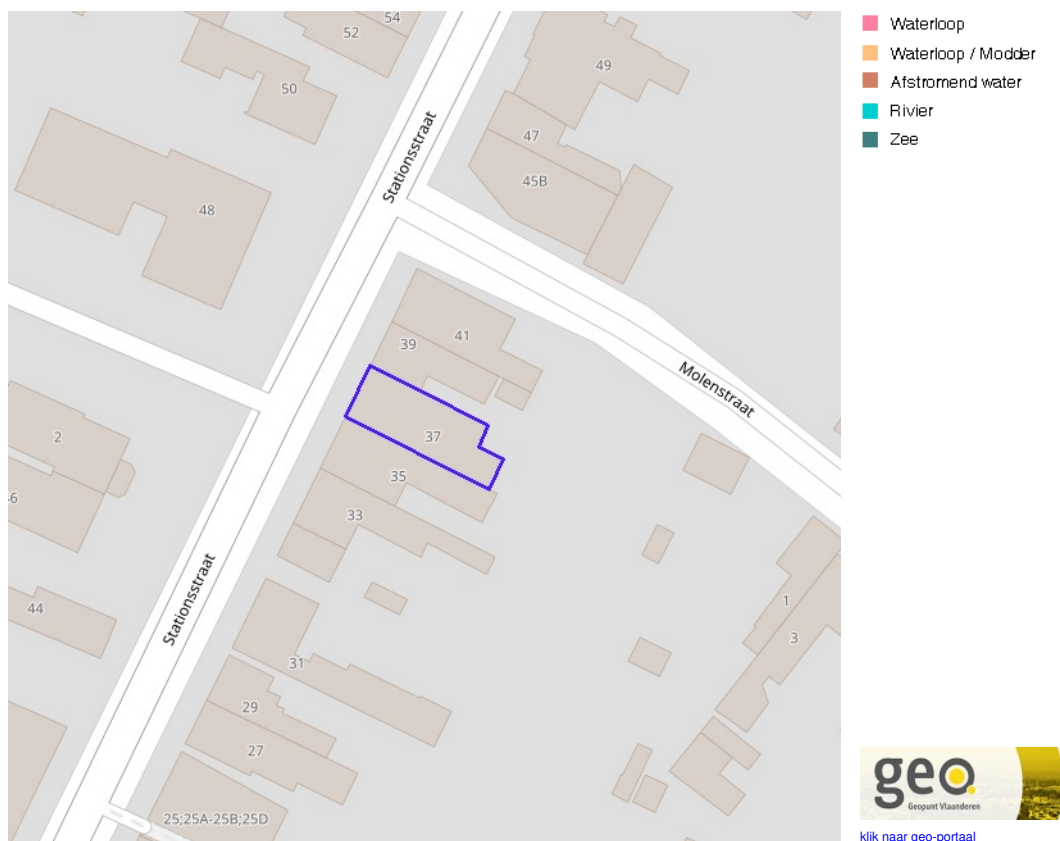 54
52
50
49
Stationsstraat
47
45B
48
41
39
Molenstraat
37
2
35
46
33
Stationsstraat
44
1
3
31
29
27
25;25A-25B;25D
Waterloop
Waterloop / Modder
Afstromend water
Rivier
Zee
geo
Geopunt Vlaanderen
klik naar geo-portaal